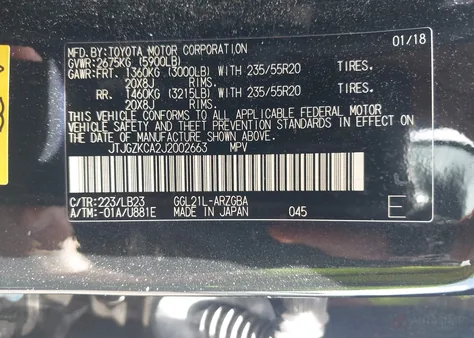 MFD. BY: TOYOTA MOTOR CORPORATION 01/18
GVWR: 2675KG (5900LB)
GAWR: FRT. 1360KG (3000LB) WITH 235/55R20 TIRES.
20X8J RIMS.
RR. 1460KG (3215LB) WITH 235/55R20 TIRES.
20X8J RIMS.
THIS VEHICLE CONFORMS TO ALL APPLICABLE FEDERAL MOTOR
VEHICLE SAFETY AND THEFT PREVENTION STANDARDS IN EFFECT ON
THE DATE OF MANUFACTURE SHOWN ABOVE.
JTJGZKCA2J2002663 MPV
C/TR: 223/LB23 GGL21L-ARZGBA
A/TM: -01A/U881E MADE IN JAPAN 045 E